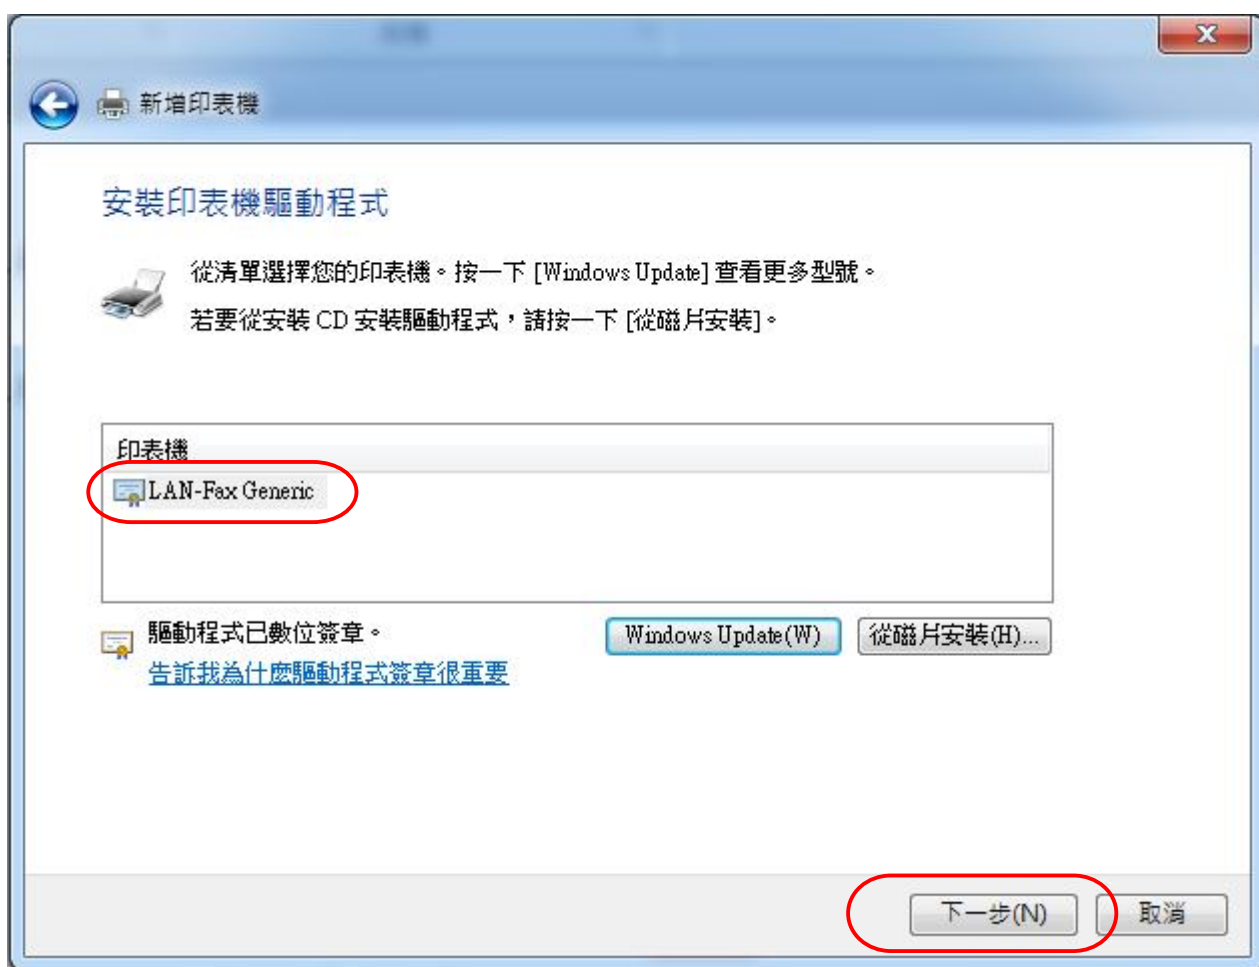 新增印表機
安裝印表機驅動程式
從清單選擇您的印表機。按一下 [Windows Update] 查看更多型號。
若要從安裝 CD 安裝驅動程式，請按一下 [從磁片安裝]。
印表機
LAN-Fax Generic
驅動程式已數位簽章。
Windows Update(W)
從磁片安裝(H)...
告訴我為什麼驅動程式簽章很重要
下一步(N)
取消